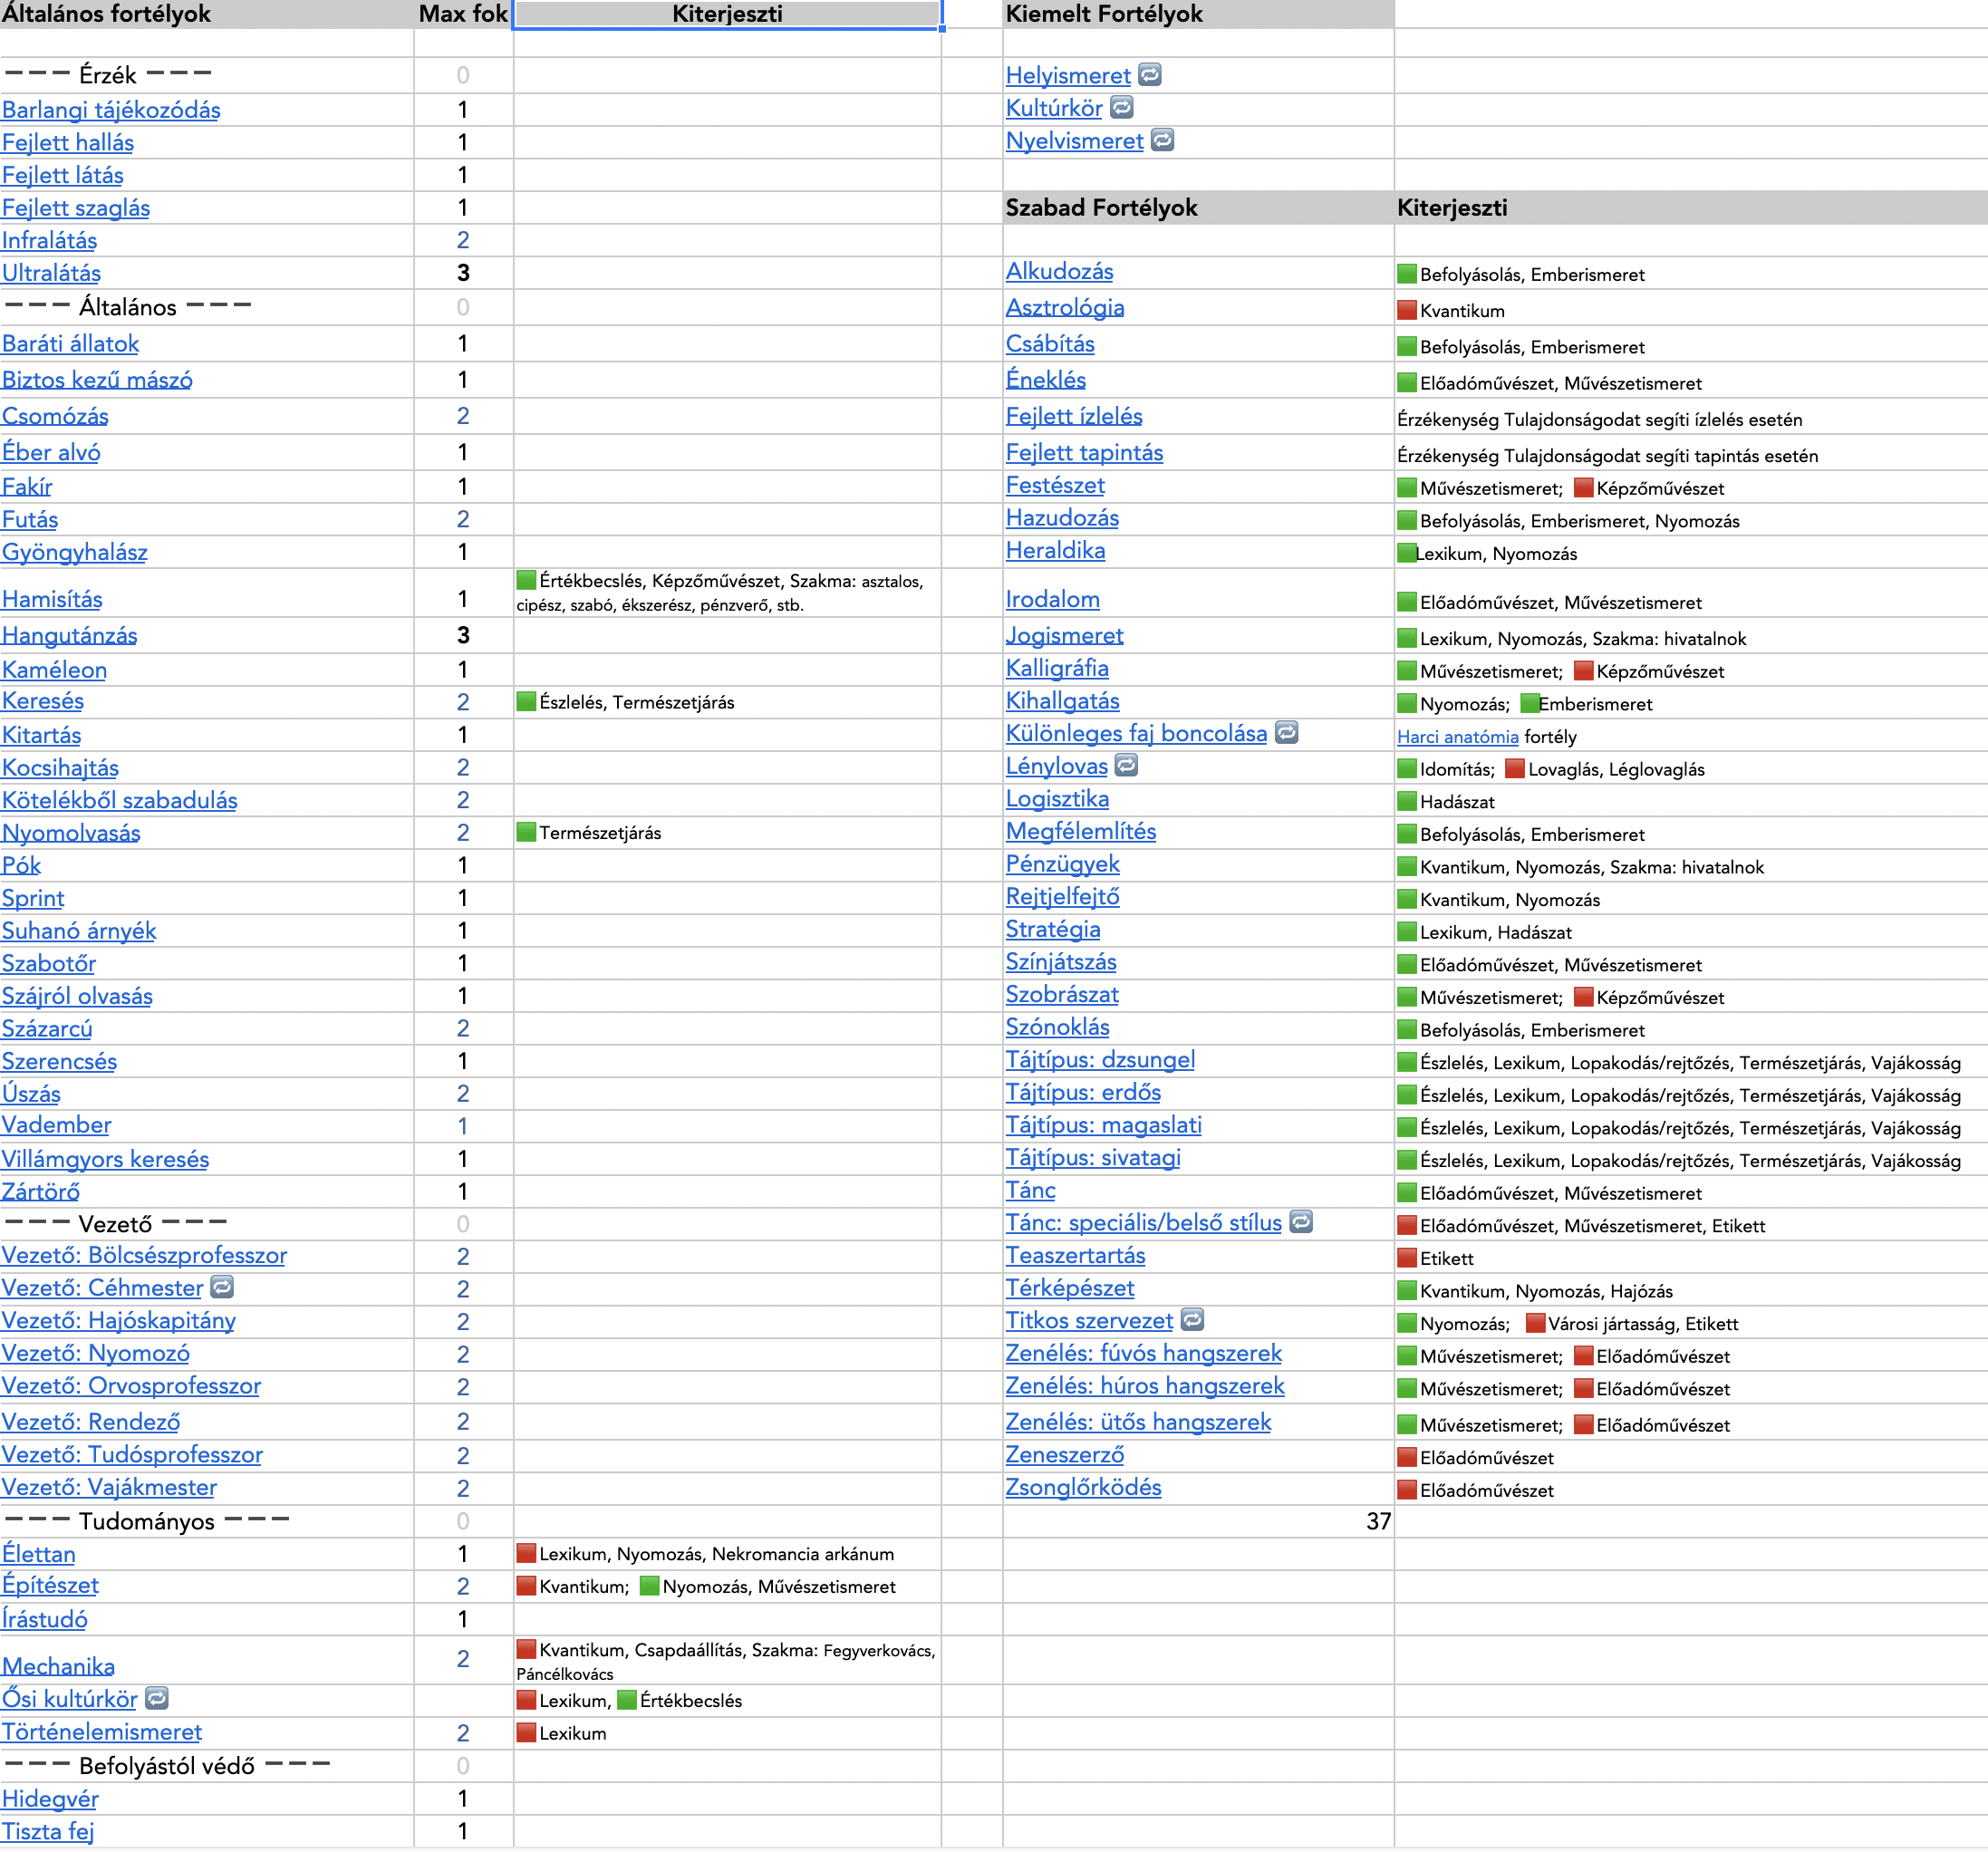 Általános fortélyok Max fok Kiterjeszti Kiemelt Fortélyok
--- Érzék --- 0 Helyismeret 🔁
Barlangi tájékozódás 1 Kultúrkör 🔁
Fejlett hallás 1 Nyelvismeret 🔁
Fejlett látás 1
Fejlett szaglás 1 Szabad Fortélyok Kiterjeszti
Infralátás 2
Ultralátás 3 Alkudozás 🟩Befolyásolás, Emberismeret
--- Általános --- 0 Asztrológia 🟥Kvantikum
Baráti állatok 1 Csábítás 🟩Befolyásolás, Emberismeret
Biztos kezű mászó 1 Éneklés 🟩Előadóművészet, Művészetismeret
Csomózás 2 Fejlett ízlelés Érzékenység Tulajdonságodat segíti ízlelés esetén
Éber alvó 1 Fejlett tapintás Érzékenység Tulajdonságodat segíti tapintás esetén
Fakír 1 Festészet 🟩Művészetismeret; 🟥Képzőművészet
Futás 2 Hazudozás 🟩Befolyásolás, Emberismeret, Nyomozás
Gyöngyhalász 1 Heraldika 🟩Lexikum, Nyomozás
Hamisítás 1 🟩Értékbecslés, Képzőművészet, Szakma: asztalos,
cipész, szabó, ékszerész, pénzverő, stb. Irodalom 🟩Előadóművészet, Művészetismeret
Hangutánzás 3 Jogismeret 🟩Lexikum, Nyomozás, Szakma: hivatalnok
Kaméleon 1 Kalligráfia 🟩Művészetismeret; 🟥Képzőművészet
Keresés 2 🟩Észlelés, Természetjárás Kihallgatás 🟩Nyomozás; 🟩Emberismeret
Kitartás 1 Különleges faj boncolása 🔁 Harci anatómia fortély
Kocsihajtás 2 Lénylovas 🔁 🟩Idomítás; 🟥Lovaglás, Léglovaglás
Kötelékből szabadulás 2 Logisztika 🟩Hadászat
Nyomolvasás 2 🟩Természetjárás Megfélemlítés 🟩Befolyásolás, Emberismeret
Pók 1 Pénzügyek 🟩Kvantikum, Nyomozás, Szakma: hivatalnok
Sprint 1 Rejtjelfejtő 🟩Kvantikum, Nyomozás
Suhanó árnyék 1 Stratégia 🟩Lexikum, Hadászat
Szabotőr 1 Színjátszás 🟩Előadóművészet, Művészetismeret
Szájról olvasás 1 Szobrászat 🟩Művészetismeret; 🟥Képzőművészet
Százarcú 2 Szónoklás 🟩Befolyásolás, Emberismeret
Szerencsés 1 Tájtípus: dzsungel 🟩Észlelés, Lexikum, Lopakodás/rejtőzés, Természetjárás, Vajákosság
Úszás 2 Tájtípus: erdős 🟩Észlelés, Lexikum, Lopakodás/rejtőzés, Természetjárás, Vajákosság
Vadember 1 Tájtípus: magaslati 🟩Észlelés, Lexikum, Lopakodás/rejtőzés, Természetjárás, Vajákosság
Villámgyors keresés 1 Tájtípus: sivatagi 🟩Észlelés, Lexikum, Lopakodás/rejtőzés, Természetjárás, Vajákosság
Zártörő 1 Tánc 🟩Előadóművészet, Művészetismeret
--- Vezető --- 0 Tánc: speciális/belső stílus 🔁 🟥Előadóművészet, Művészetismeret, Etikett
Vezető: Bölcsészprofesszor 2 Teaszertartás 🟥Etikett
Vezető: Céhmester 🔁 2 Térképészet 🟩Kvantikum, Nyomozás, Hajózás
Vezető: Hajóskapitány 2 Titkos szervezet 🔁 🟩Nyomozás; 🟥Városi jártasság, Etikett
Vezető: Nyomozó 2 Zenélés: fúvós hangszerek 🟩Művészetismeret; 🟥Előadóművészet
Vezető: Orvosprofesszor 2 Zenélés: húros hangszerek 🟩Művészetismeret; 🟥Előadóművészet
Vezető: Rendező 2 Zenélés: ütős hangszerek 🟩Művészetismeret; 🟥Előadóművészet
Vezető: Tudósprofesszor 2 Zeneszerző 🟥Előadóművészet
Vezető: Vajákmester 2 Zsonglőrködés 🟥Előadóművészet
--- Tudományos --- 0 37
Élettan 1 🟥Lexikum, Nyomozás, Nekromancia arkánum
Építészet 2 🟥Kvantikum; 🟩Nyomozás, Művészetismeret
Írástudó 1
Mechanika 2 🟥Kvantikum, Csapdaállítás, Szakma: Fegyverkovács,
Páncélkovács
Ősi kultúrkör 🔁 🟥Lexikum, 🟩Értékbecslés
Történelemismeret 2 🟥Lexikum
--- Befolyástól védő --- 0
Hidegvér 1
Tiszta fej 1